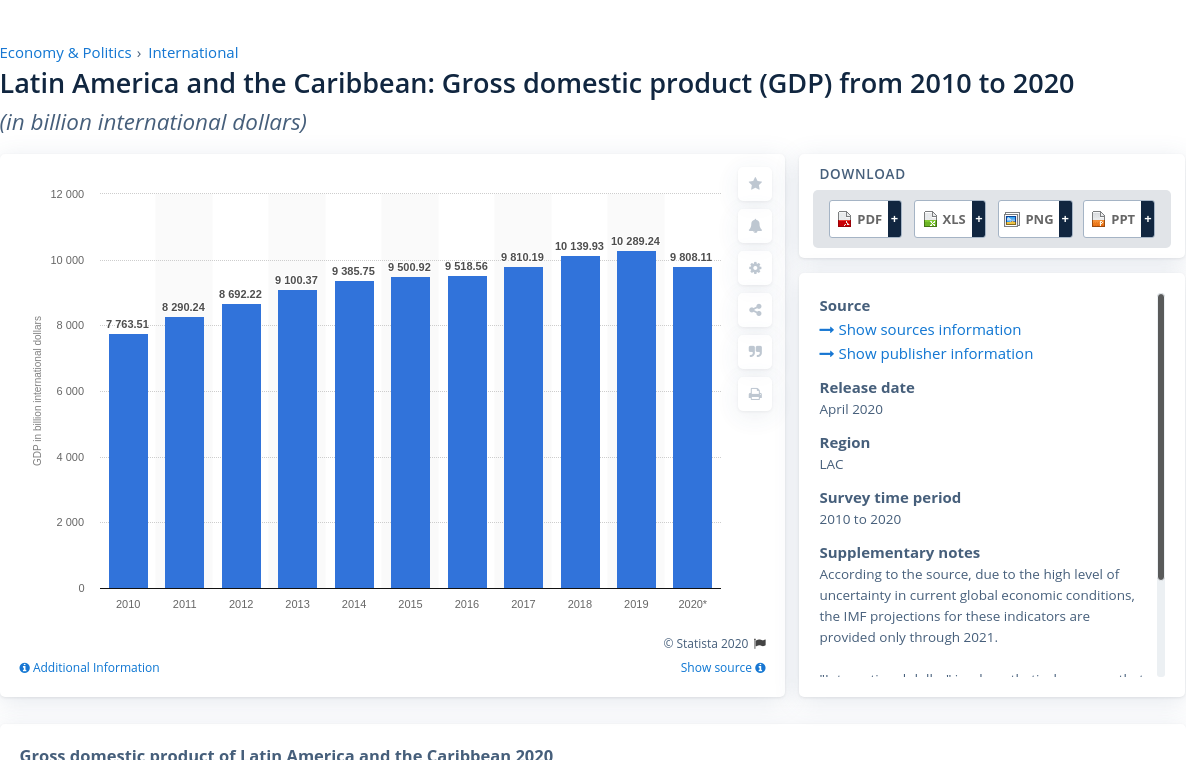 Economy & Politics › International
Latin America and the Caribbean: Gross domestic product (GDP) from 2010 to 2020
(in billion international dollars)
GDP in billion international dollars
12 000
10 000
8 000
6 000
4 000
2 000
0
7 763.51
8 290.24
8 692.22
9 100.37
9 385.75
9 500.92
9 518.56
9 810.19
10 139.93
10 289.24
9 808.11
2010
2011
2012
2013
2014
2015
2016
2017
2018
2019
2020*
© Statista 2020
Additional Information
Show source
DOWNLOAD
PDF +
XLS +
PNG +
PPT +
Source
Show sources information
Show publisher information
Release date
April 2020
Region
LAC
Survey time period
2010 to 2020
Supplementary notes
According to the source, due to the high level of
uncertainty in current global economic conditions,
the IMF projections for these indicators are
provided only through 2021.
Gross domestic product of Latin America and the Caribbean 2020